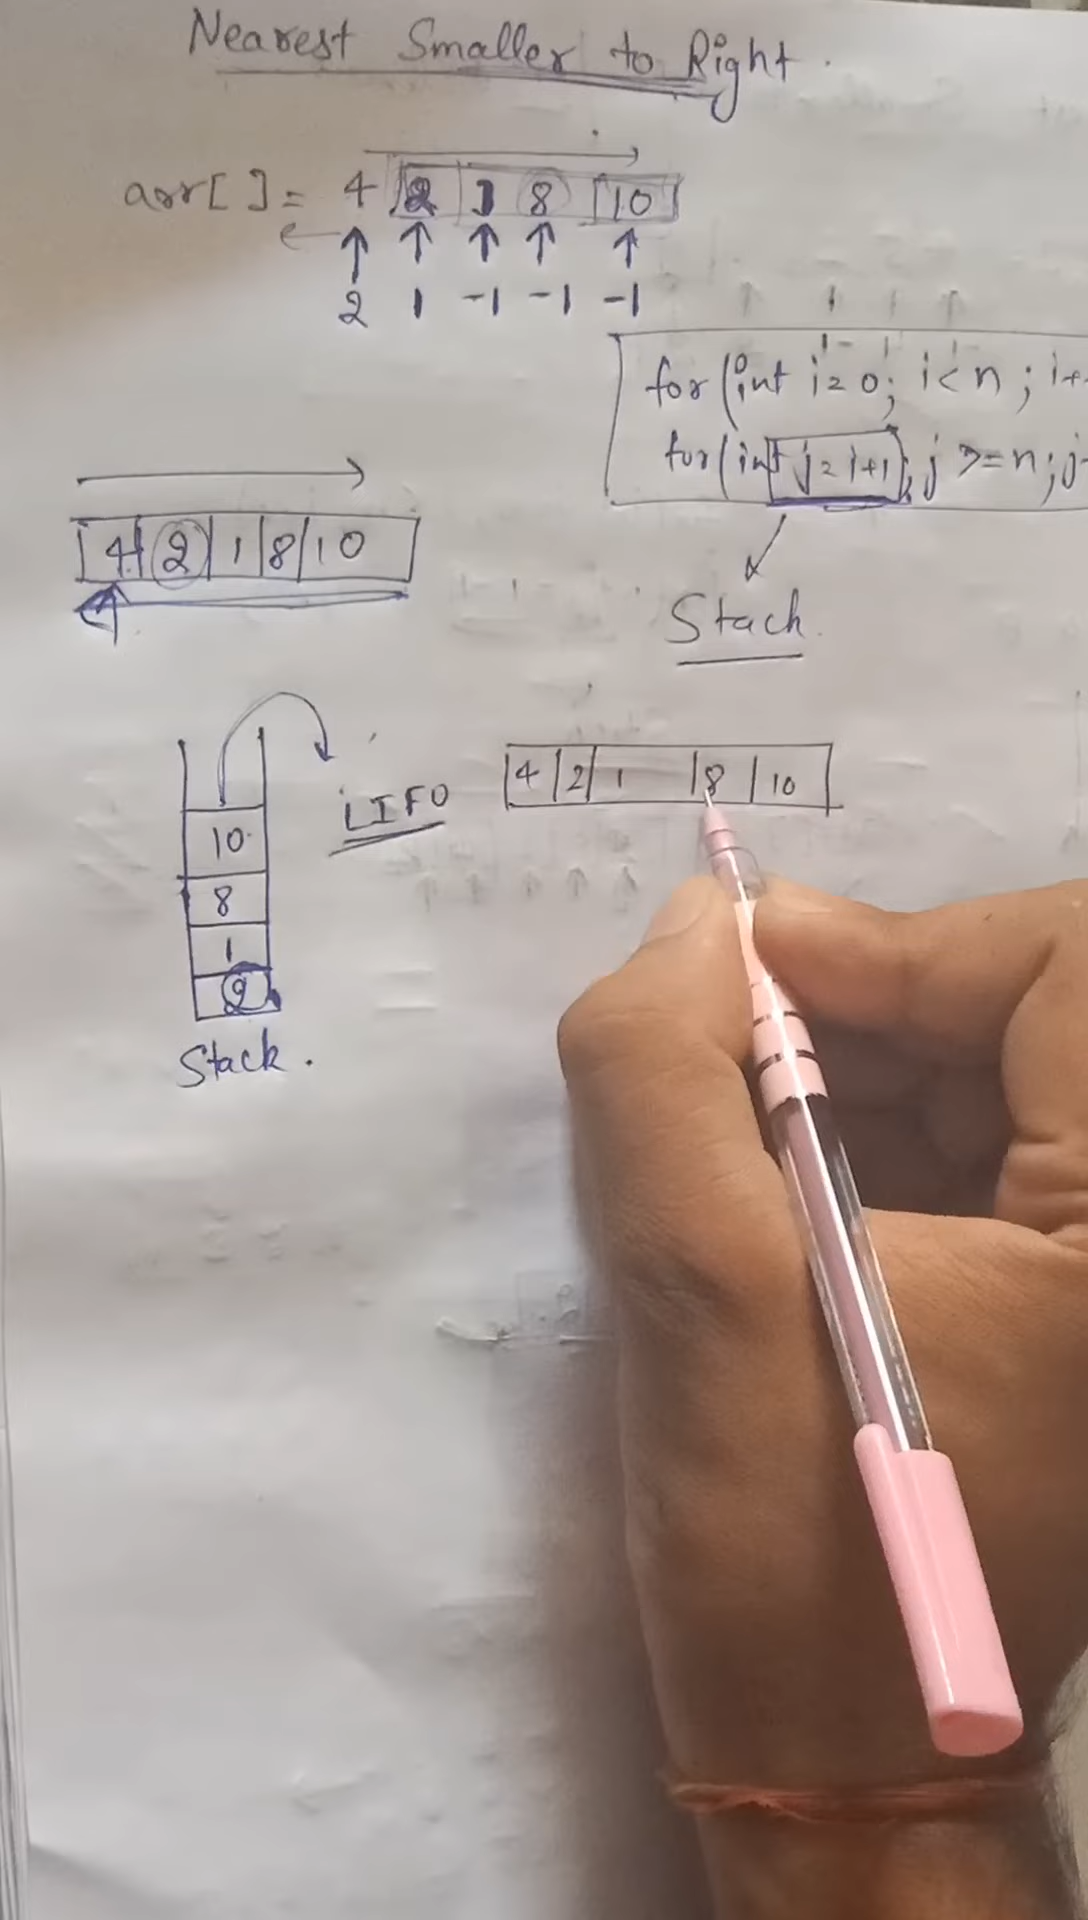 Nearest Smaller to Right.
arr[ ] = 4 2 1 8 10
2 1 -1 -1 -1
for (int i=0; i<n; i+
for (int j=i+1; j>=n; j
4 2 1 8 10
Stack
LIFO
4 2 1 8 10
10
8
1
2
Stack.